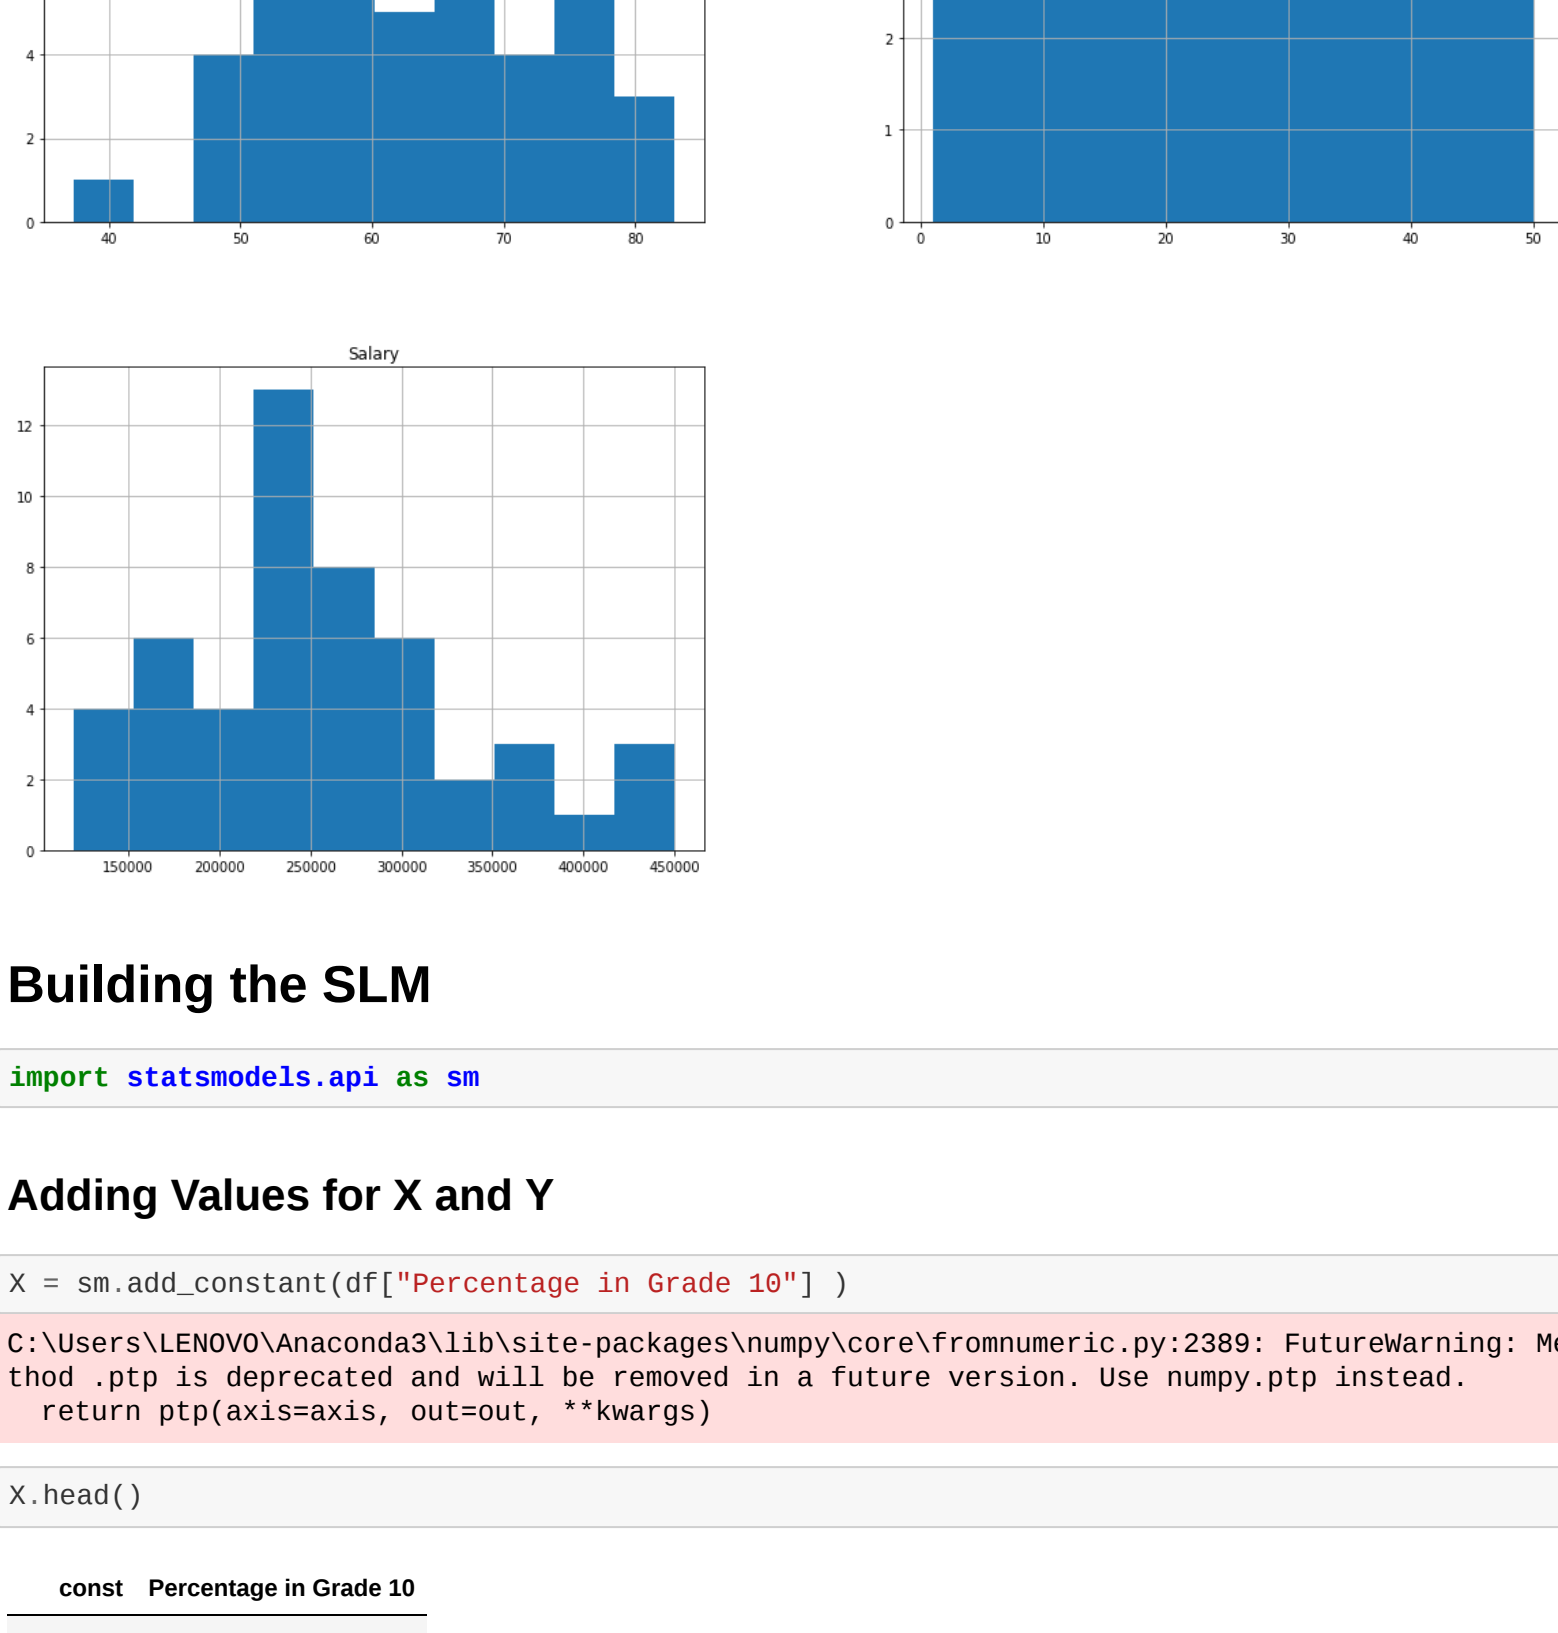 4
2
0
40 50 60 70 80
2
1
0
0 10 20 30 40 50
Salary
12
10
8
6
4
2
0
150000 200000 250000 300000 350000 400000 450000
Building the SLM
import statsmodels.api as sm
Adding Values for X and Y
X = sm.add_constant(df["Percentage in Grade 10"] )
C:\Users\LENOVO\Anaconda3\lib\site-packages\numpy\core\fromnumeric.py:2389: FutureWarning: Me
thod .ptp is deprecated and will be removed in a future version. Use numpy.ptp instead.
  return ptp(axis=axis, out=out, **kwargs)
X.head()
const Percentage in Grade 10